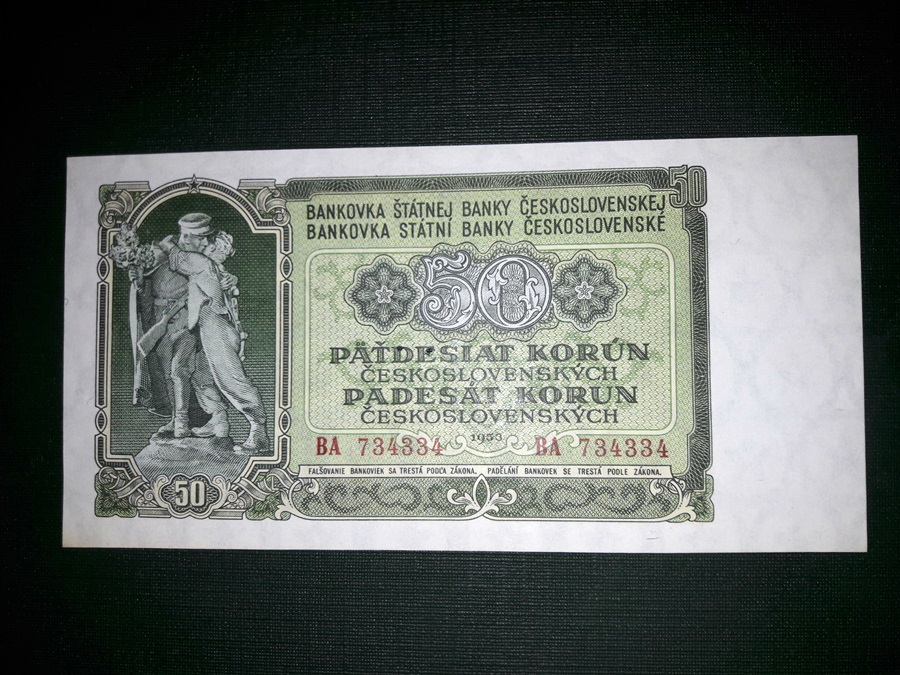 50
BANKOVKA ŠTÁTNEJ BANKY ČESKOSLOVENSKEJ
BANKOVKA STÁTNÍ BANKY ČESKOSLOVENSKÉ
50
PÄŤDESIAT KORÚN
ČESKOSLOVENSKÝCH
PADESÁT KORUN
ČESKOSLOVENSKÝCH
1953
BA 734334 BA 734334
FALŠOVANIE BANKOVIEK SA TRESTÁ PODĽA ZÁKONA. PADĚLÁNÍ BANKOVEK SE TRESTÁ PODLE ZÁKONA.
50